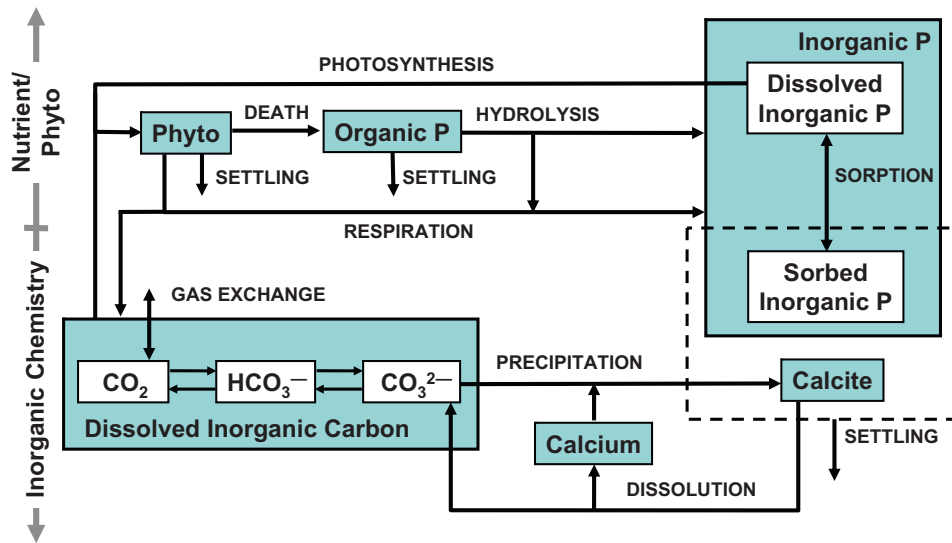 Nutrient/
Phyto
Inorganic Chemistry
Inorganic P
PHOTOSYNTHESIS
Dissolved
Inorganic P
DEATH
HYDROLYSIS
Phyto
Organic P
SETTLING
SETTLING
SORPTION
RESPIRATION
Sorbed
Inorganic P
GAS EXCHANGE
PRECIPITATION
CO₂
HCO₃⁻
CO₃²⁻
Calcite
Dissolved Inorganic Carbon
Calcium
SETTLING
DISSOLUTION